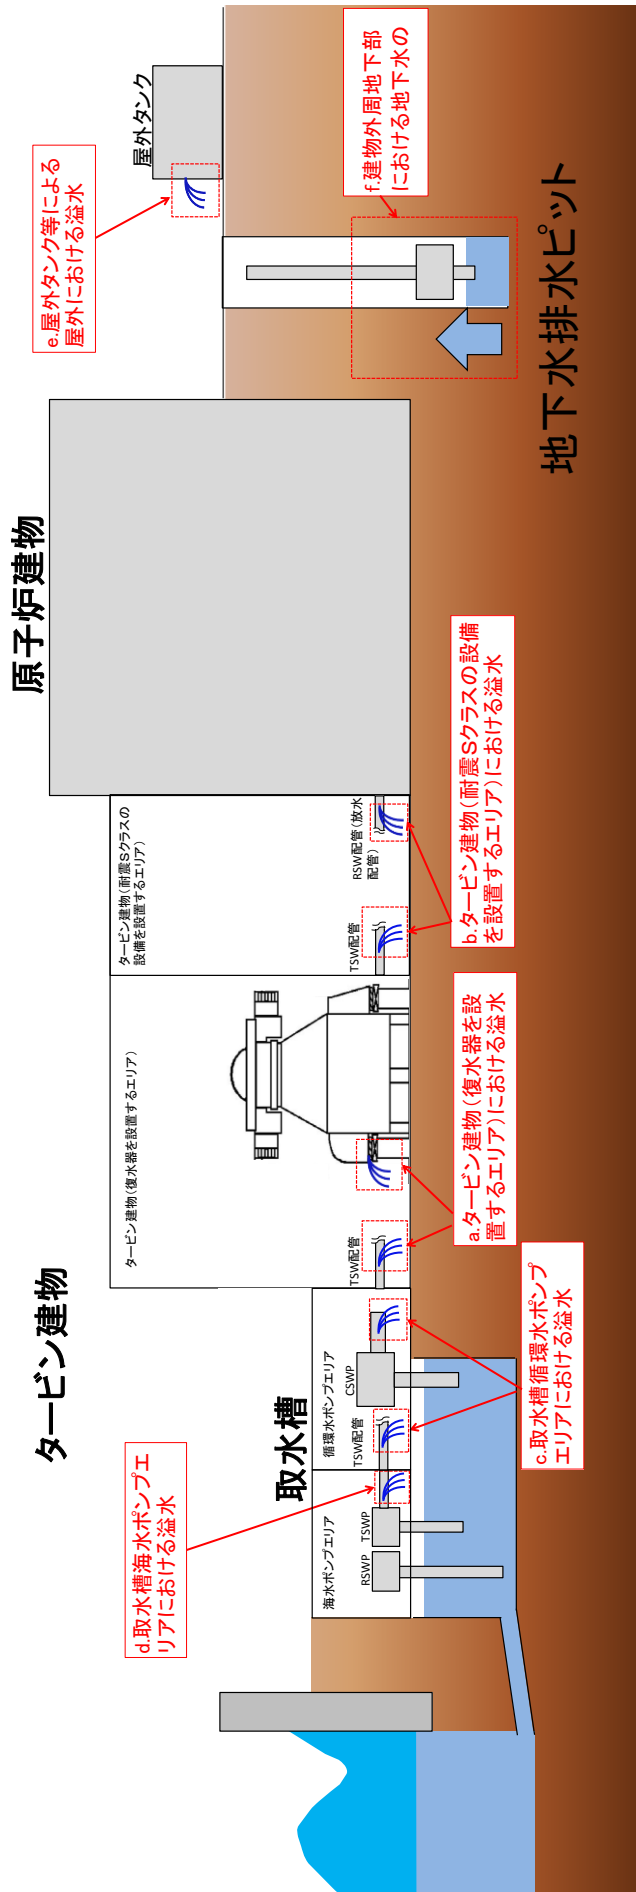 タービン建物
原子炉建物
取水槽
d.取水槽海水ポンプエ
リアにおける溢水
海水ポンプエリア
RSWP
TSWP
循環水ポンプエリア
TSW配管
CSWP
c.取水槽循環水ポンプ
エリアにおける溢水
タービン建物(復水器を設置するエリア)
TSW配管
a.タービン建物(復水器を設
置するエリア)における溢水
タービン建物(耐震Sクラスの
設備を設置するエリア)
TSW配管
RSW配管(放水
配管)
b.タービン建物(耐震Sクラスの設備
を設置するエリア)における溢水
e.屋外タンク等による
屋外における溢水
屋外タンク
f.建物外周地下部
における地下水の
地下水排水ピット